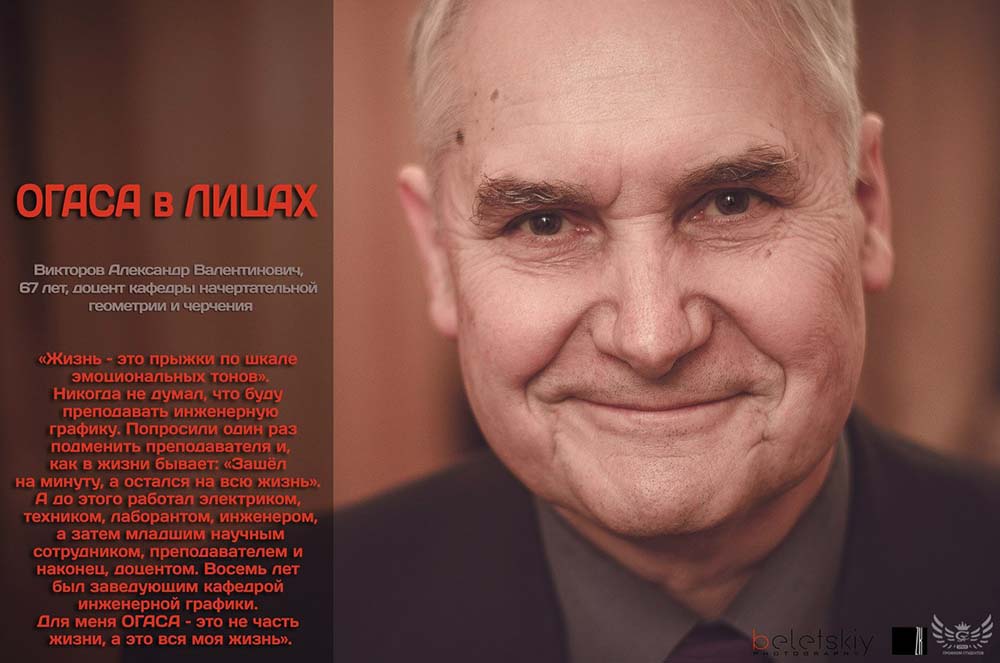 ОГАСА в ЛИЦАХ
Викторов Александр Валентинович,
67 лет, доцент кафедры начертательной
геометрии и черчения
«Жизнь - это прыжки по шкале
эмоциональных тонов».
Никогда не думал, что буду
преподавать инженерную
графику. Попросили один раз
подменить преподавателя и,
как в жизни бывает: «Зашёл
на минуту, а остался на всю жизнь».
А до этого работал электриком,
техником, лаборантом, инженером,
а затем младшим научным
сотрудником, преподавателем и
наконец, доцентом. Восемь лет
был заведующим кафедрой
инженерной графики.
Для меня ОГАСА - это не часть
жизни, а это вся моя жизнь».
beletskiy
PHOTOGRAPHY
ПРОФКОМ СТУДЕНТОВ